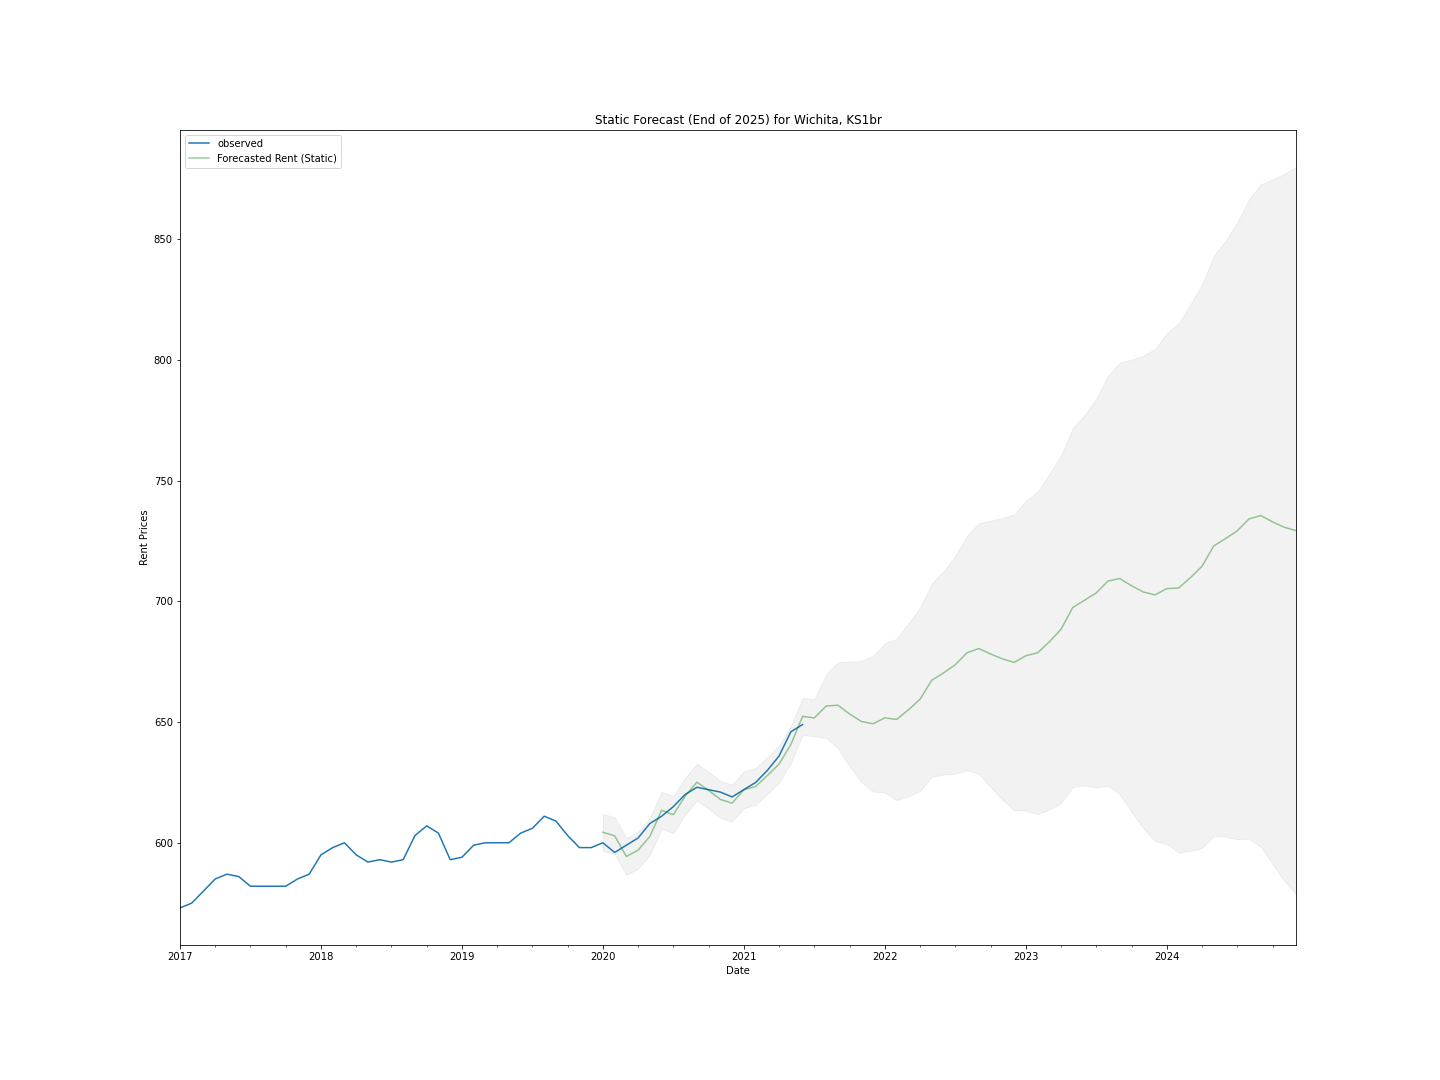 Static Forecast (End of 2025) for Wichita, KS1br
observed
Forecasted Rent (Static)
850
800
750
700
650
600
Rent Prices
2017 2018 2019 2020 2021 2022 2023 2024
Date